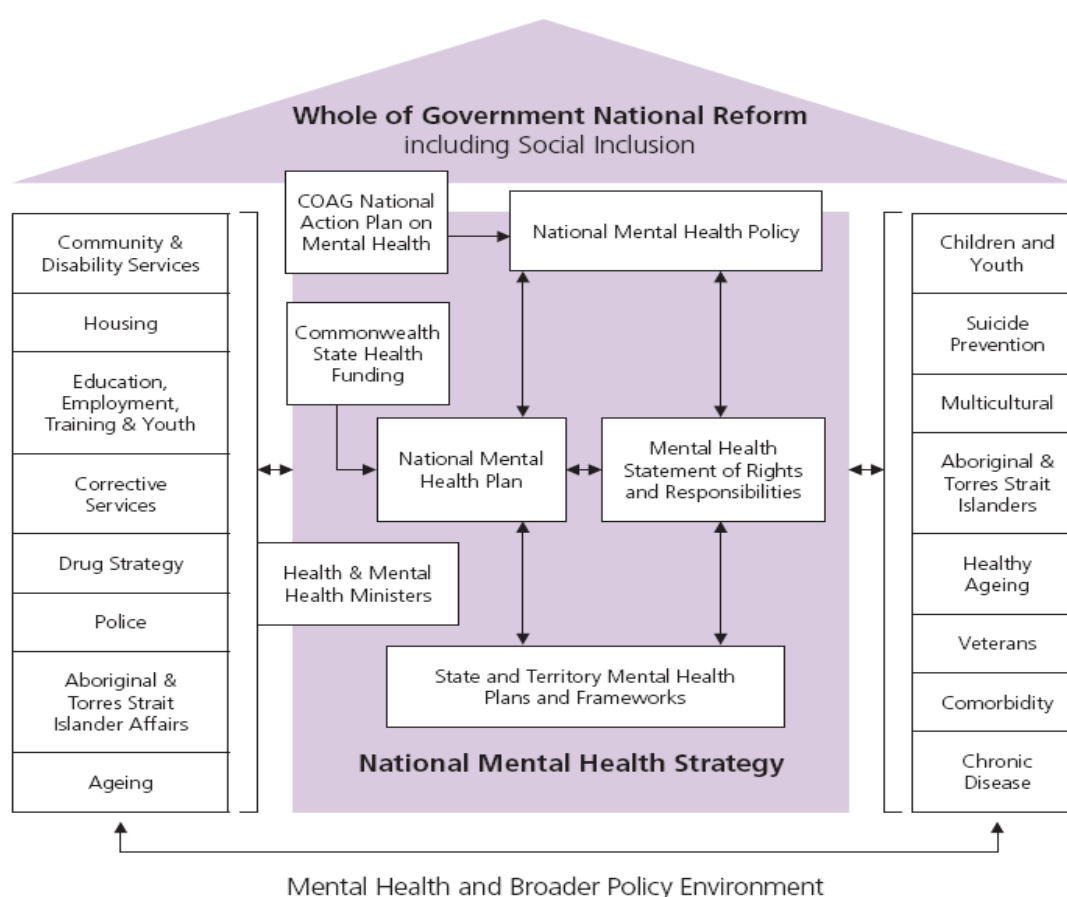 Whole of Government National Reform
including Social Inclusion
COAG National
Action Plan on
Mental Health
National Mental Health Policy
Community &
Disability Services
Housing
Education,
Employment,
Training & Youth
Corrective
Services
Drug Strategy
Police
Aboriginal &
Torres Strait
Islander Affairs
Ageing
Commonwealth
State Health
Funding
National Mental
Health Plan
Mental Health
Statement of Rights
and Responsibilities
Health & Mental
Health Ministers
State and Territory Mental Health
Plans and Frameworks
National Mental Health Strategy
Children and
Youth
Suicide
Prevention
Multicultural
Aboriginal &
Torres Strait
Islanders
Healthy
Ageing
Veterans
Comorbidity
Chronic
Disease
Mental Health and Broader Policy Environment